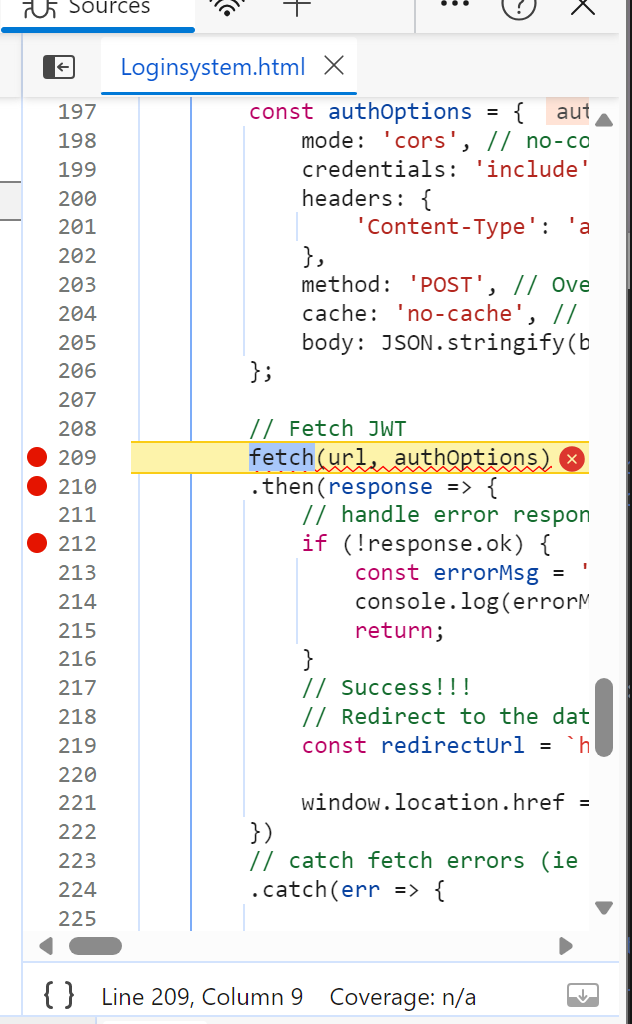 Sources
Loginsystem.html
197 const authOptions = { aut
198 mode: 'cors', // no-co
199 credentials: 'include'
200 headers: {
201 'Content-Type': 'a
202 },
203 method: 'POST', // Ove
204 cache: 'no-cache', //
205 body: JSON.stringify(b
206 };
207
208 // Fetch JWT
209 fetch(url, authOptions)
210 .then(response => {
211 // handle error respon
212 if (!response.ok) {
213 const errorMsg = '
214 console.log(errorM
215 return;
216 }
217 // Success!!!
218 // Redirect to the dat
219 const redirectUrl = `h
220
221 window.location.href =
222 })
223 // catch fetch errors (ie
224 .catch(err => {
225
{ } Line 209, Column 9 Coverage: n/a